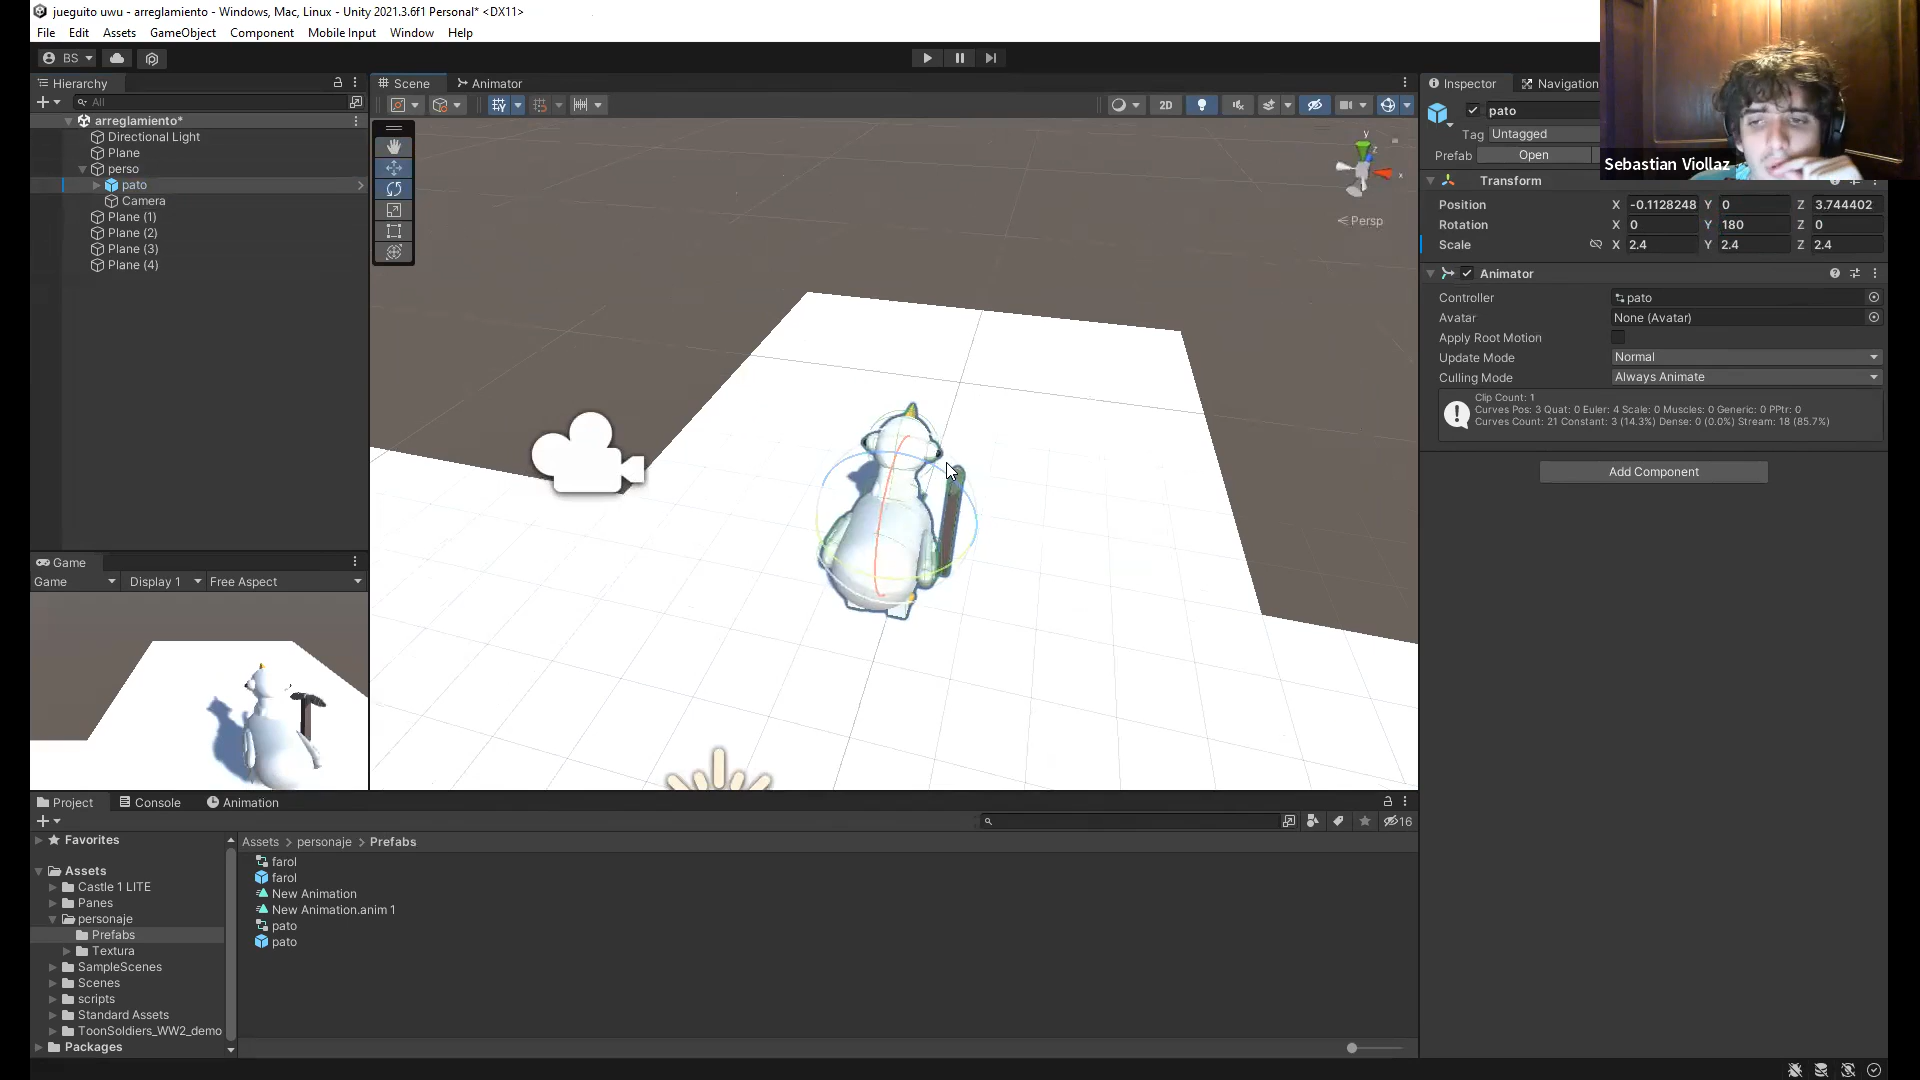 jueguito uwu - arreglamiento - Windows, Mac, Linux - Unity 2021.3.6f1 Personal* <DX11>
File Edit Assets GameObject Component Mobile Input Window Help
BS
Hierarchy
All
arreglamiento*
Directional Light
Plane
perso
pato
Camera
Plane (1)
Plane (2)
Plane (3)
Plane (4)
Scene Animator
2D
y
z
x
Persp
Game
Game Display 1 Free Aspect
Inspector Navigation
pato
Tag Untagged
Prefab Open
Sebastian Viollaz
Transform
Position X -0.1128248 Y 0 Z 3.744402
Rotation X 0 Y 180 Z 0
Scale X 2.4 Y 2.4 Z 2.4
Animator
Controller pato
Avatar None (Avatar)
Apply Root Motion
Update Mode Normal
Culling Mode Always Animate
Clip Count: 1
Curves Pos: 3 Quat: 0 Euler: 4 Scale: 0 Muscles: 0 Generic: 0 PPtr: 0
Curves Count: 21 Constant: 3 (14.3%) Dense: 0 (0.0%) Stream: 18 (85.7%)
Add Component
Project Console Animation
16
Favorites
Assets
Castle 1 LITE
Panes
personaje
Prefabs
Textura
SampleScenes
Scenes
scripts
Standard Assets
ToonSoldiers_WW2_demo
Packages
Assets > personaje > Prefabs
farol
farol
New Animation
New Animation.anim 1
pato
pato